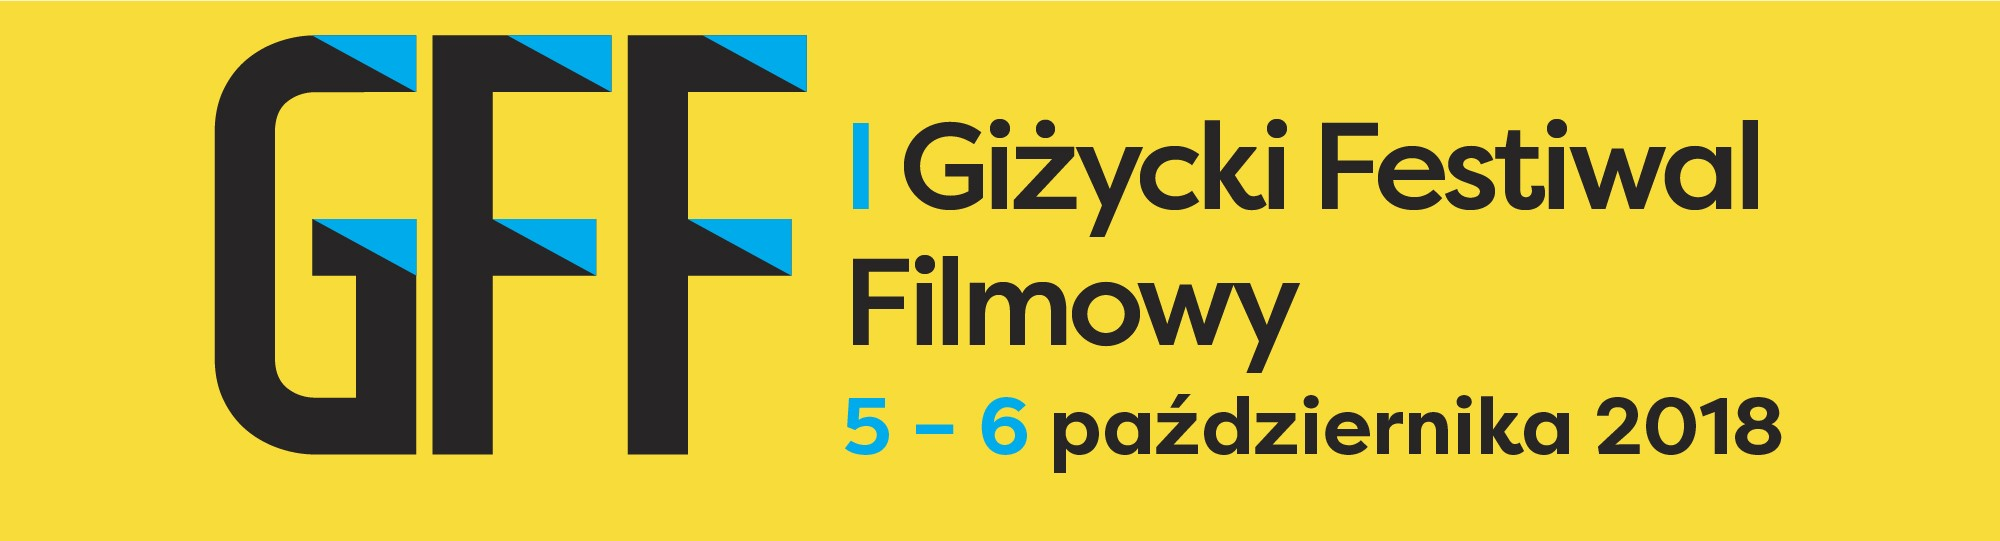 GFF
I Giżycki Festiwal
Filmowy
5 – 6 października 2018